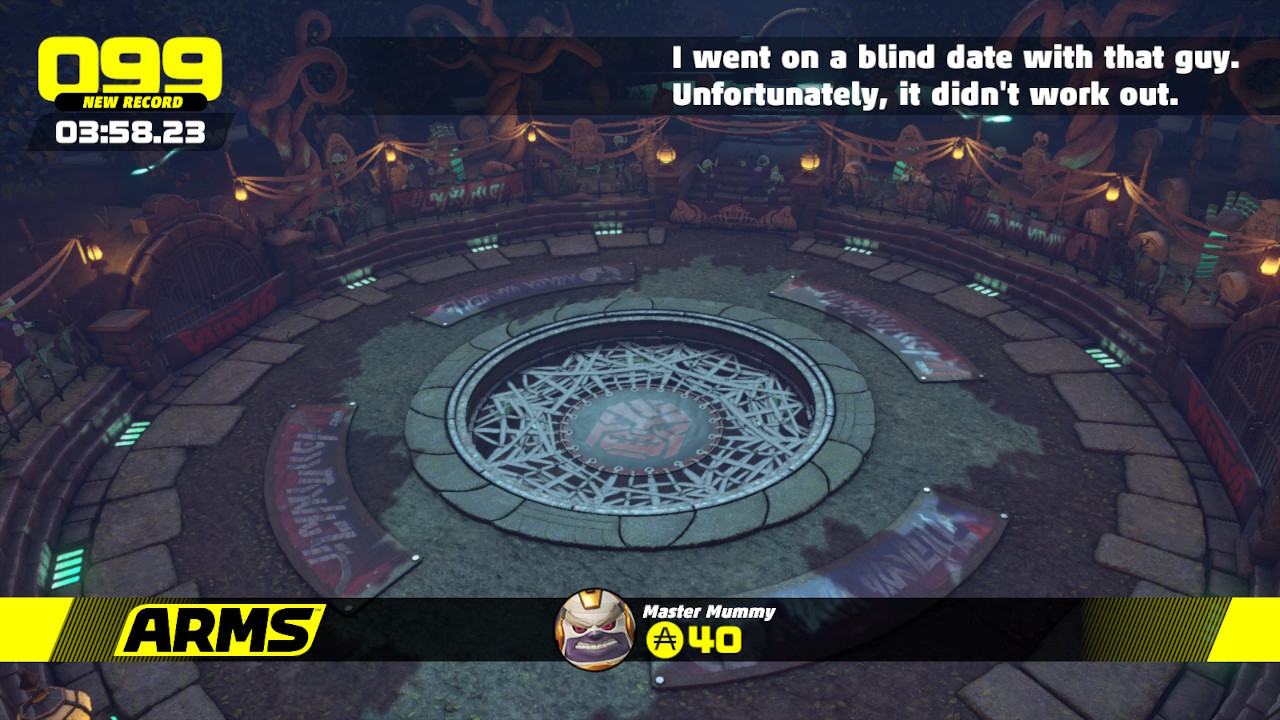 099
NEW RECORD
03:58.23
I went on a blind date with that guy.
Unfortunately, it didn't work out.
ARMS
Master Mummy
40